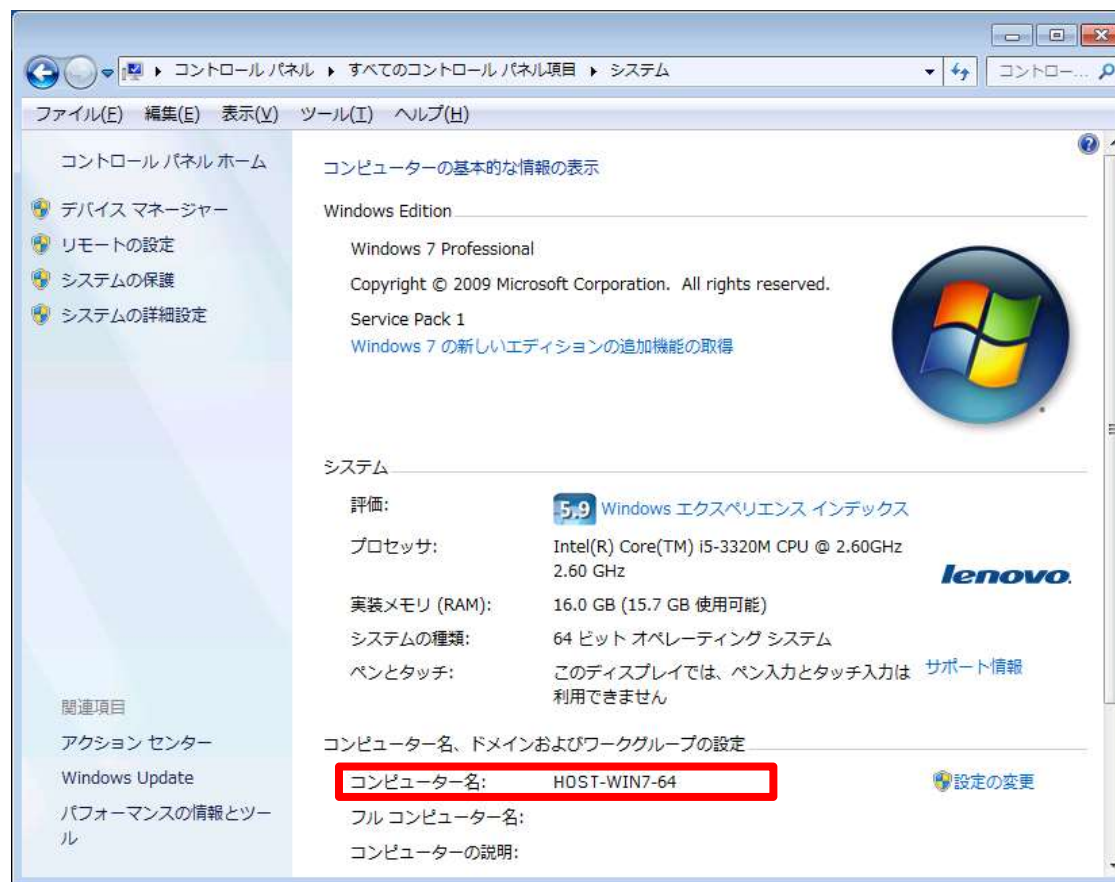 コントロール パネル ▸ すべてのコントロール パネル項目 ▸ システム
コントロー...
ファイル(F) 編集(E) 表示(V) ツール(T) ヘルプ(H)
コントロール パネル ホーム
デバイス マネージャー
リモートの設定
システムの保護
システムの詳細設定
コンピューターの基本的な情報の表示
Windows Edition
Windows 7 Professional
Copyright © 2009 Microsoft Corporation. All rights reserved.
Service Pack 1
Windows 7 の新しいエディションの追加機能の取得
システム
評価: 5.9 Windows エクスペリエンス インデックス
プロセッサ: Intel(R) Core(TM) i5-3320M CPU @ 2.60GHz
2.60 GHz
lenovo.
実装メモリ (RAM): 16.0 GB (15.7 GB 使用可能)
システムの種類: 64 ビット オペレーティング システム
ペンとタッチ: このディスプレイでは、ペン入力とタッチ入力は
利用できません
サポート情報
コンピューター名、ドメインおよびワークグループの設定
コンピューター名: HOST-WIN7-64
設定の変更
フル コンピューター名:
コンピューターの説明:
関連項目
アクション センター
Windows Update
パフォーマンスの情報とツー
ル